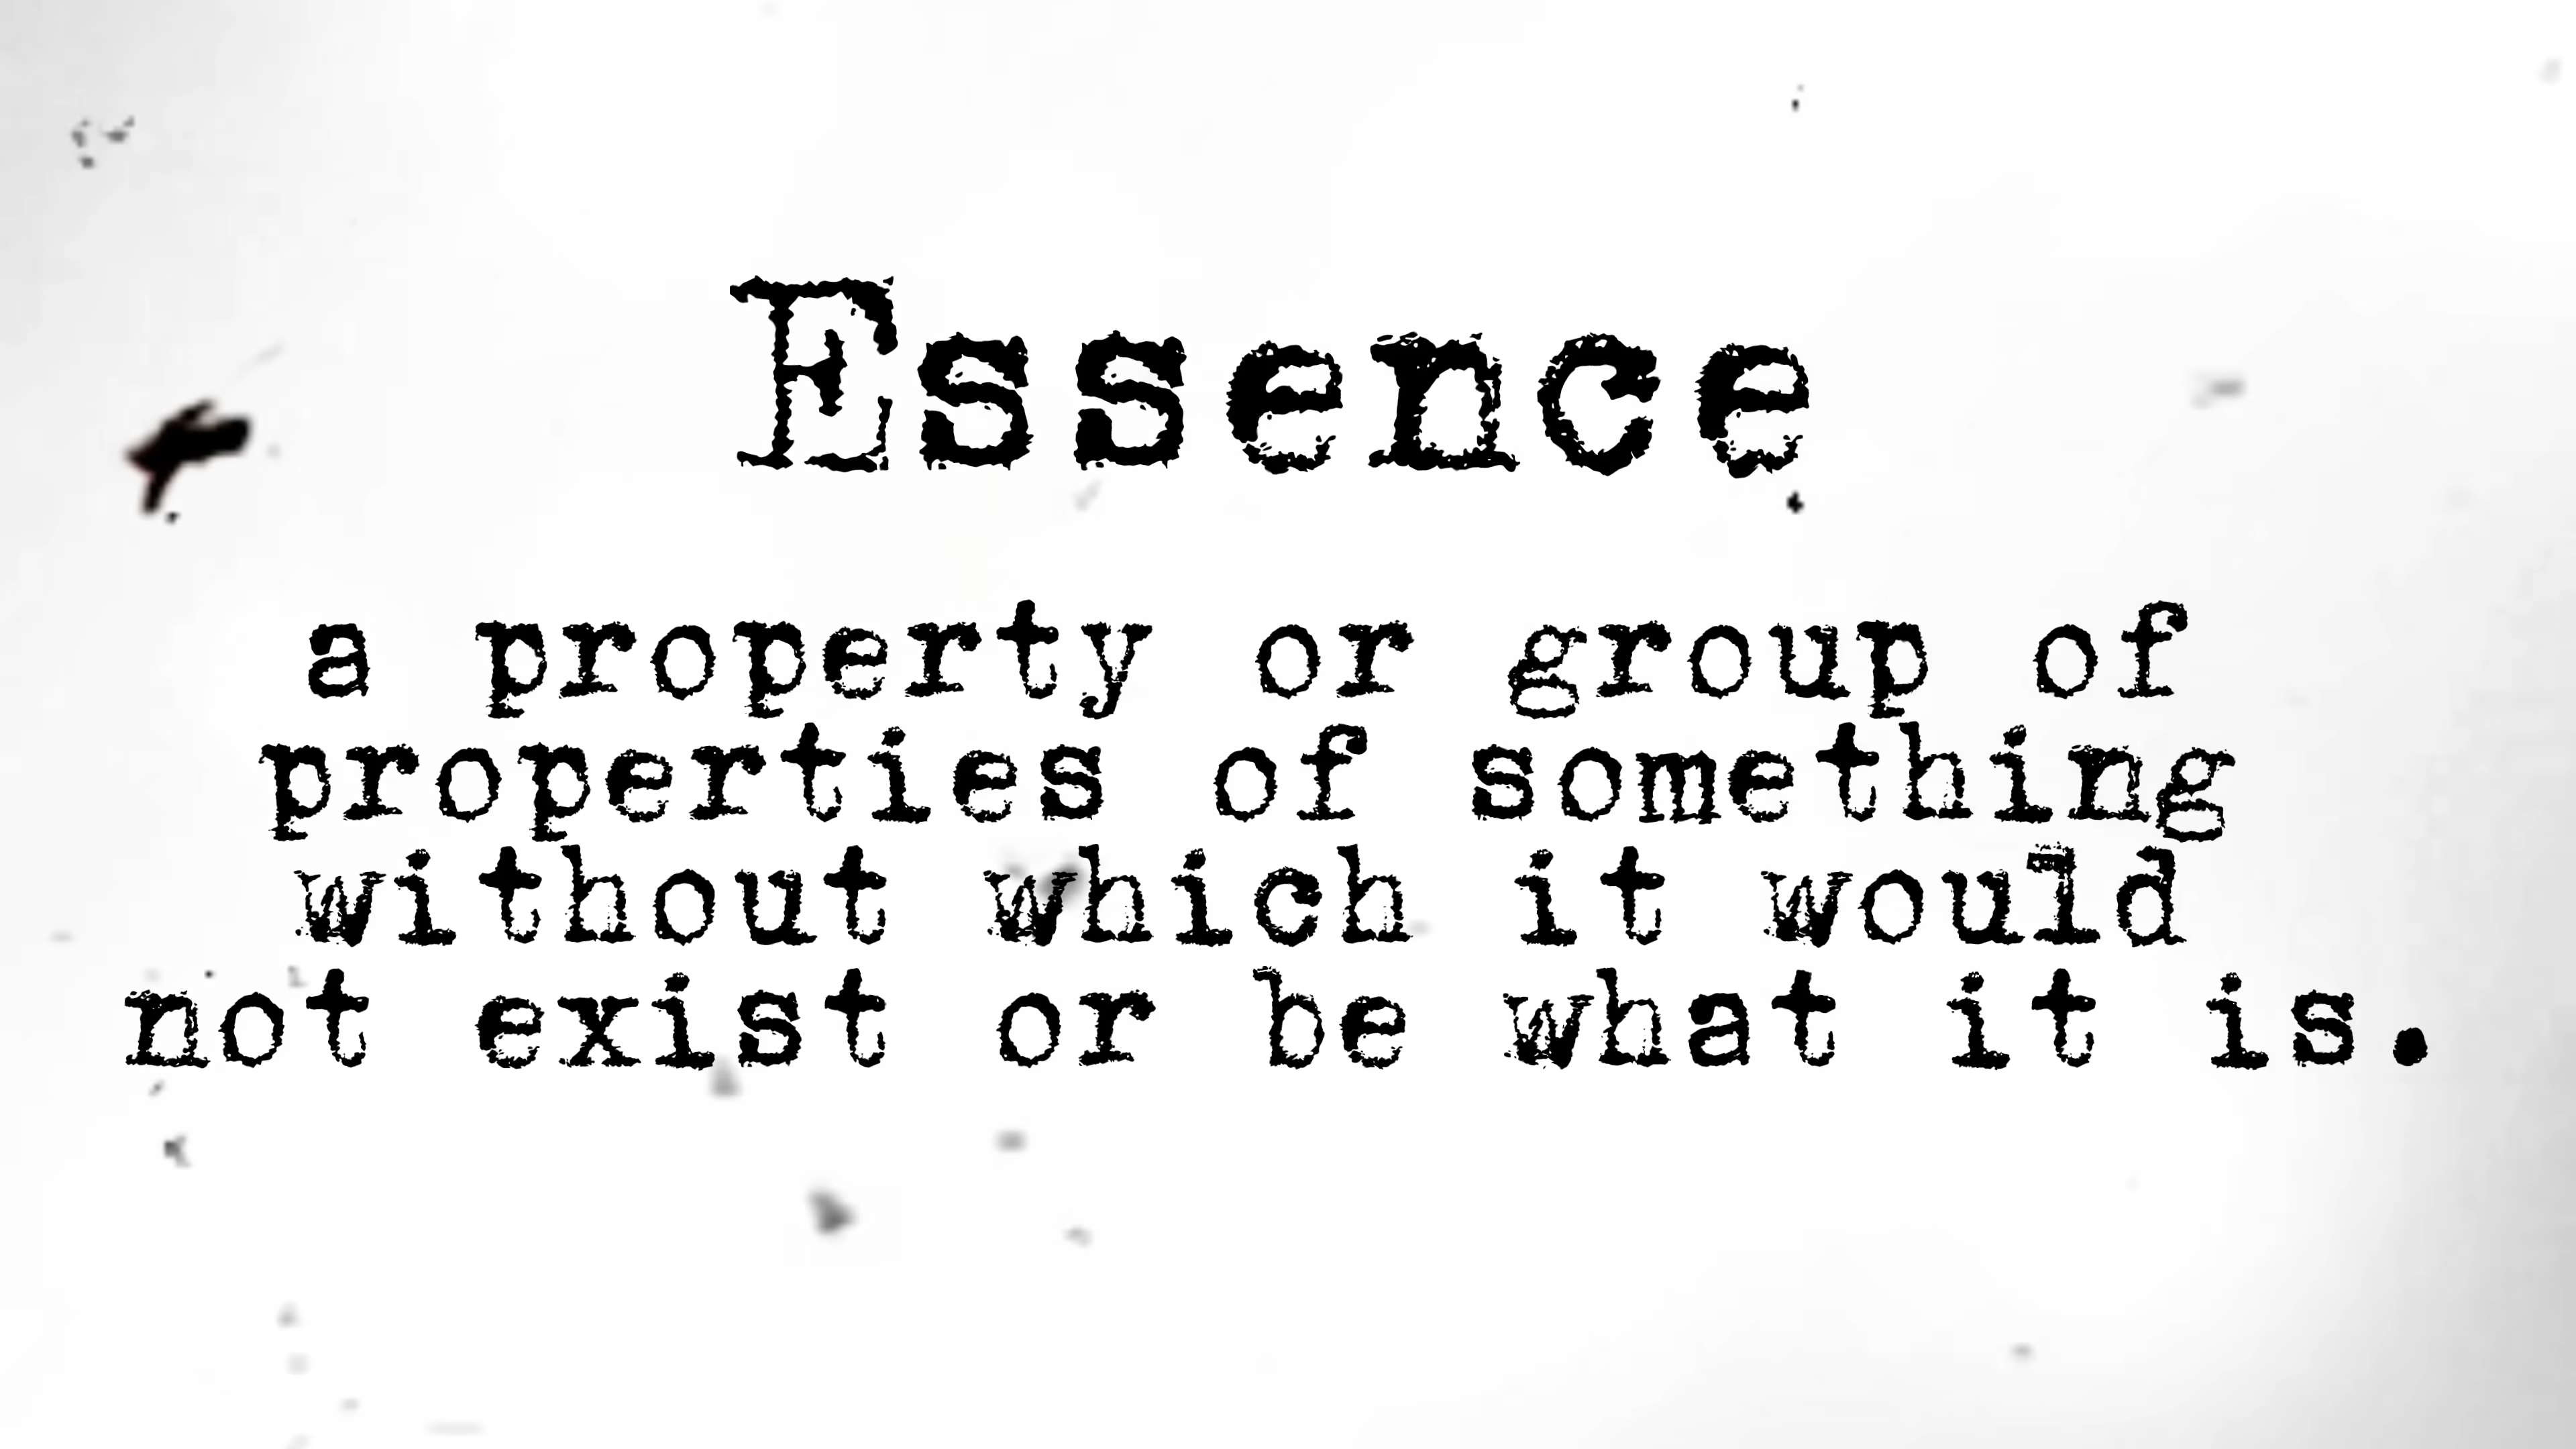 Essence
a property or group of
properties of something
without which it would
not exist or be what it is.